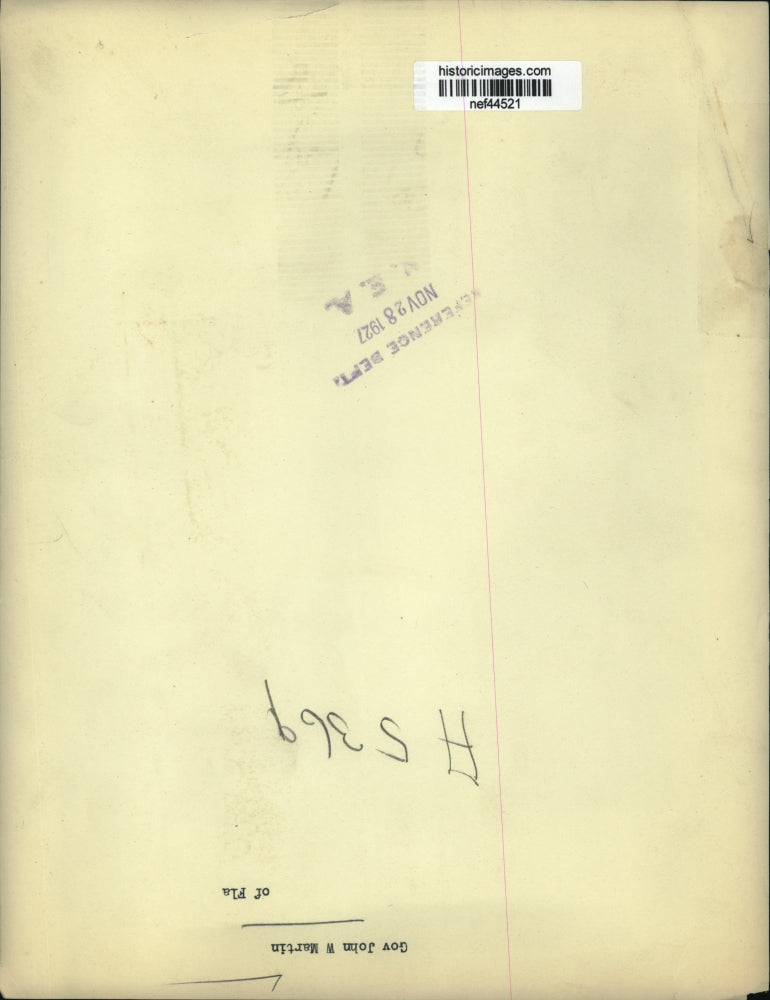 historicimages.com
nef44521
Gov John W Martin
of Fla
A 5369
REFERENCE DEPT.
NOV 28 1927
N. E. A.